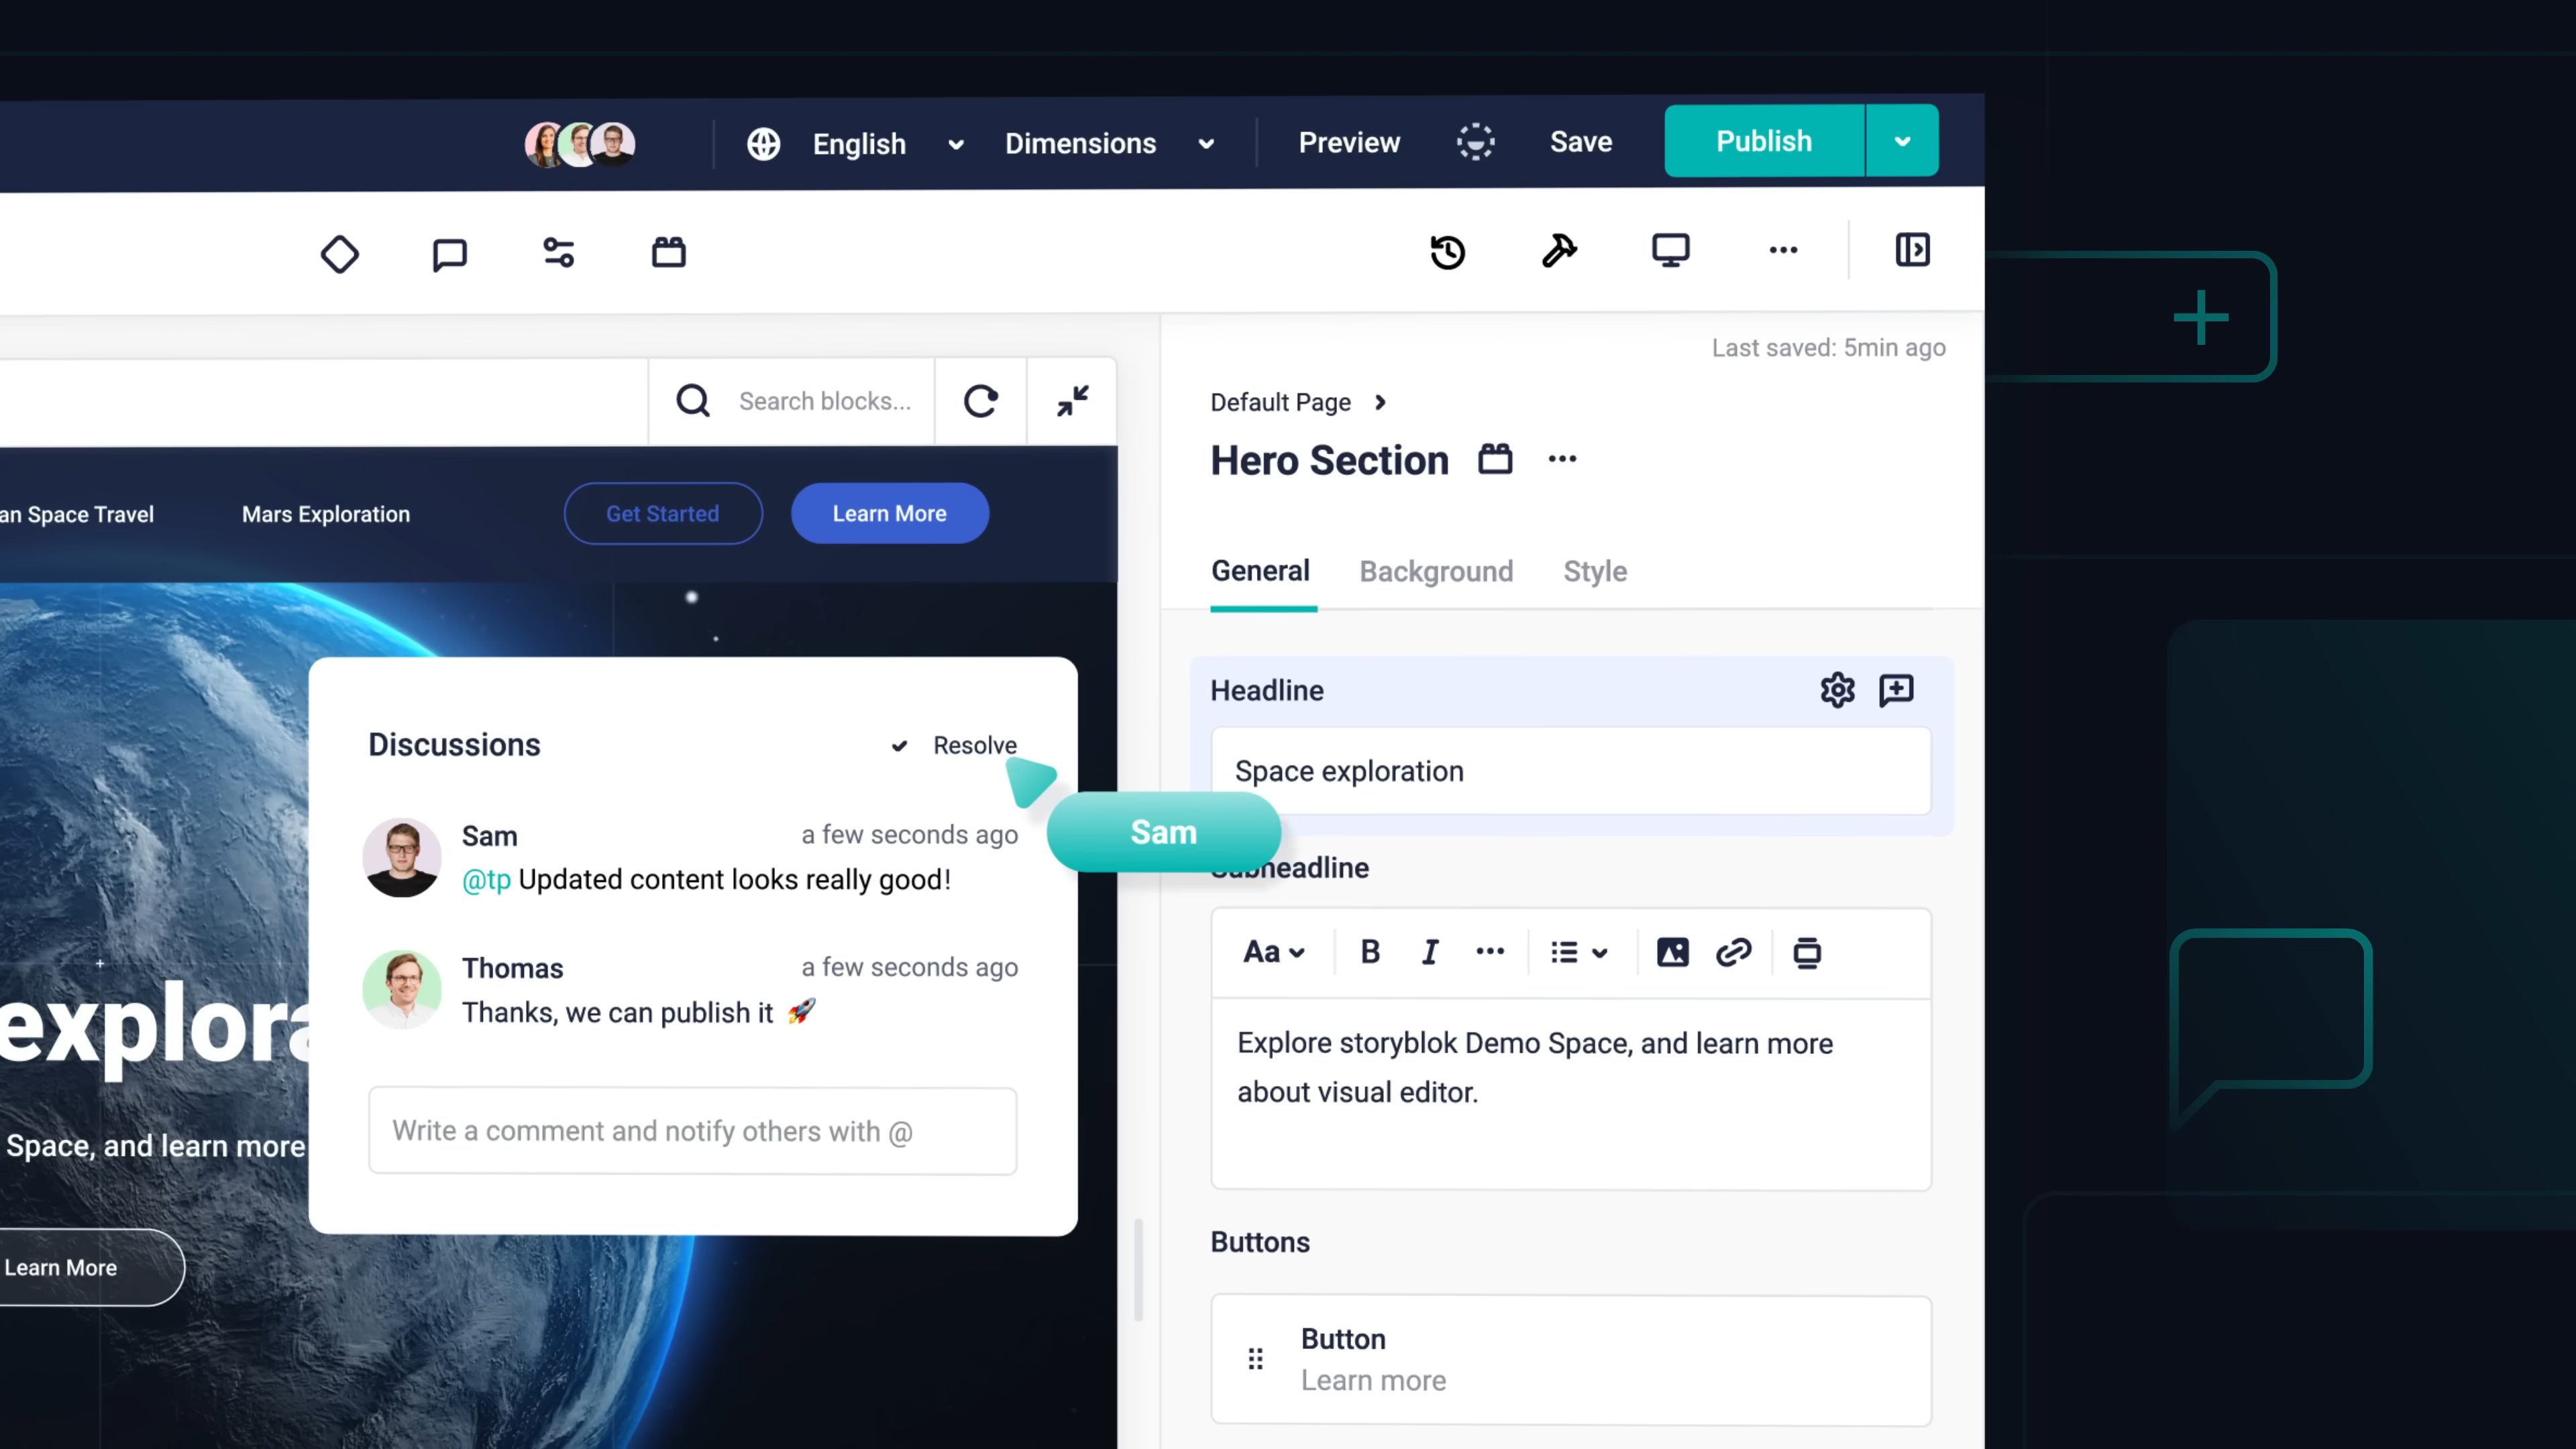 English
Dimensions
Preview
Save
Publish
Last saved: 5min ago
Search blocks...
Default Page
Hero Section
Space Travel
Mars Exploration
Get Started
Learn More
General
Background
Style
Headline
Space exploration
Discussions
Resolve
Sam
Sam
a few seconds ago
@tp Updated content looks really good!
Thomas
a few seconds ago
Thanks, we can publish it 🚀
Write a comment and notify others with @
Aa
B
I
Explore storyblok Demo Space, and learn more
about visual editor.
Space, and learn more
Learn More
Buttons
Button
Learn more